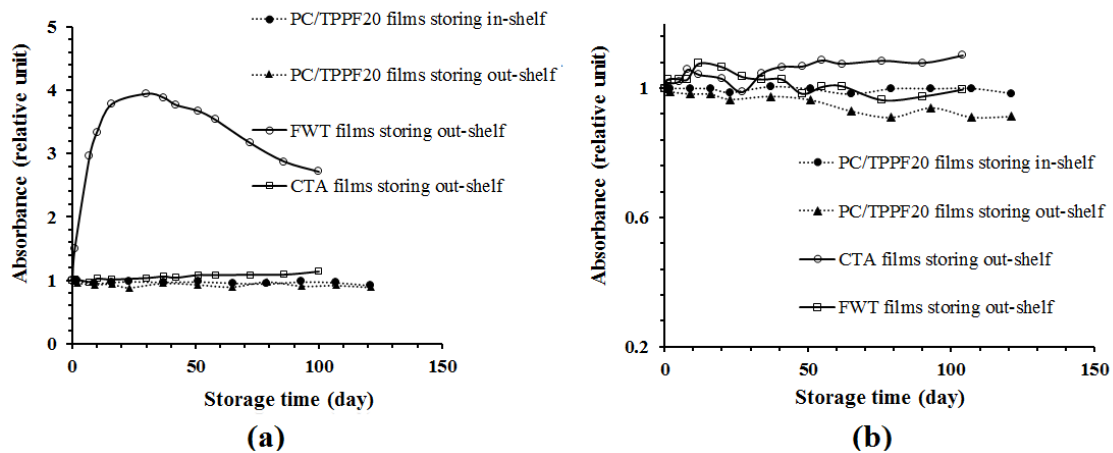 Absorbance (relative unit)
5
4
3
2
1
0
PC/TPPF20 films storing in-shelf
PC/TPPF20 films storing out-shelf
FWT films storing out-shelf
CTA films storing out-shelf
0
50
100
150
Storage time (day)
(a)
Absorbance (relative unit)
1
0.6
0.2
PC/TPPF20 films storing in-shelf
PC/TPPF20 films storing out-shelf
CTA films storing out-shelf
FWT films storing out-shelf
0
50
100
150
Storage time (day)
(b)